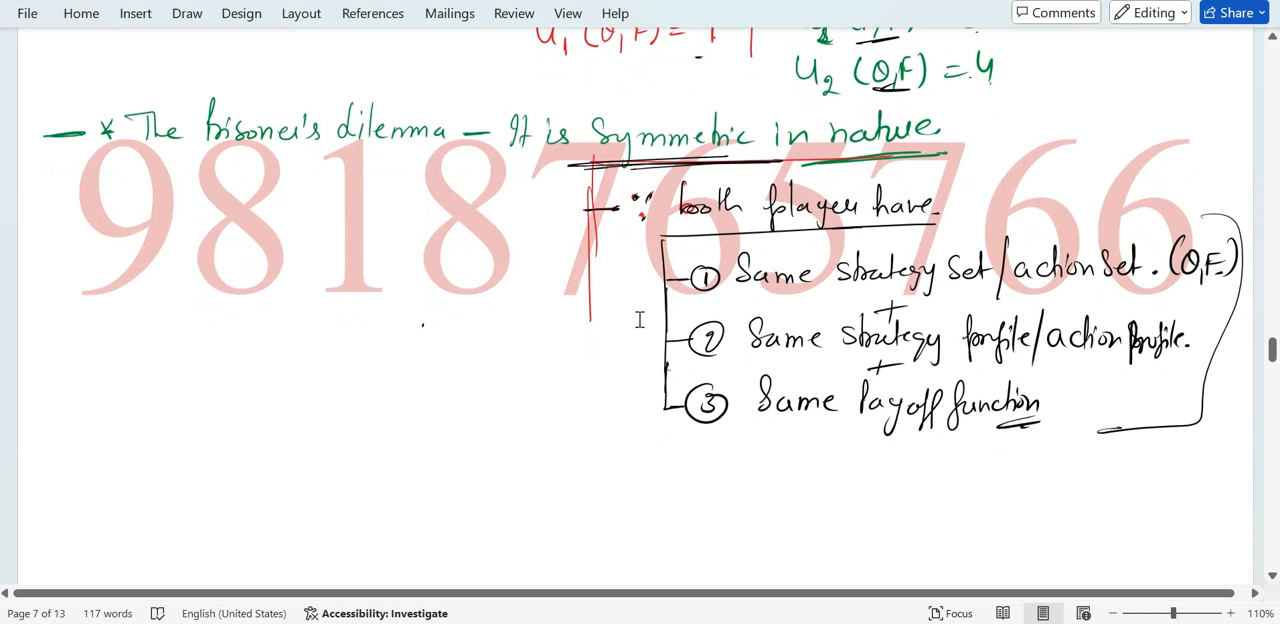 File Home Insert Draw Design Layout References Mailings Review View Help Comments Editing Share
U1 (Q,F) = 1
U2 (Q,F) = 4
* The Prisoner's dilemma - It is Symmetric in nature.
∵ both player have
① Same strategy set/action set. (Q,F)
+
② Same strategy profile/action profile.
+
③ Same Payoff function
9818765766
Page 7 of 13 117 words English (United States) Accessibility: Investigate Focus 110%